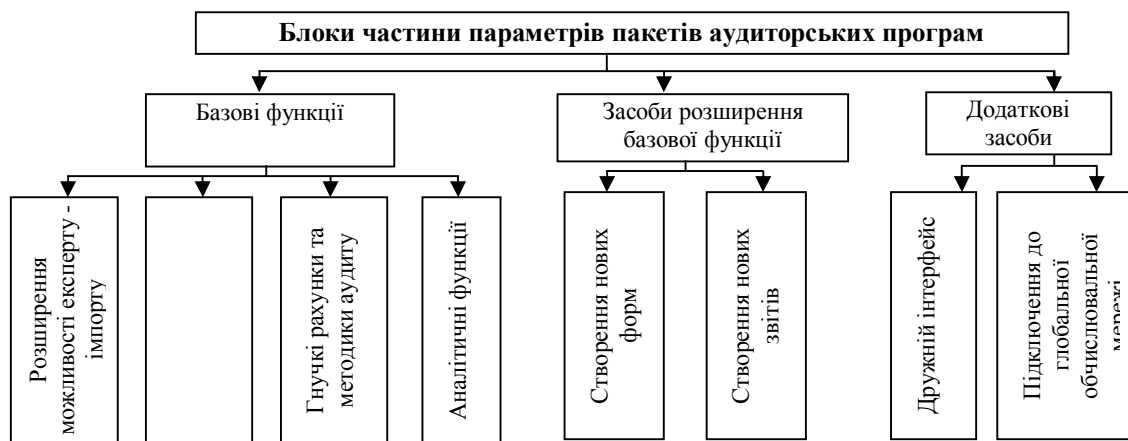 Блоки частини параметрів пакетів аудиторських програм
Базові функції
Засоби розширення
базової функції
Додаткові
засоби
Розширення
можливості експерту -
імпорту
Гнучкі рахунки та
методики аудиту
Аналітичні функції
Створення нових
форм
Створення нових
звітів
Дружній інтерфейс
Підключення до
глобальної
обчислювальної
мережі